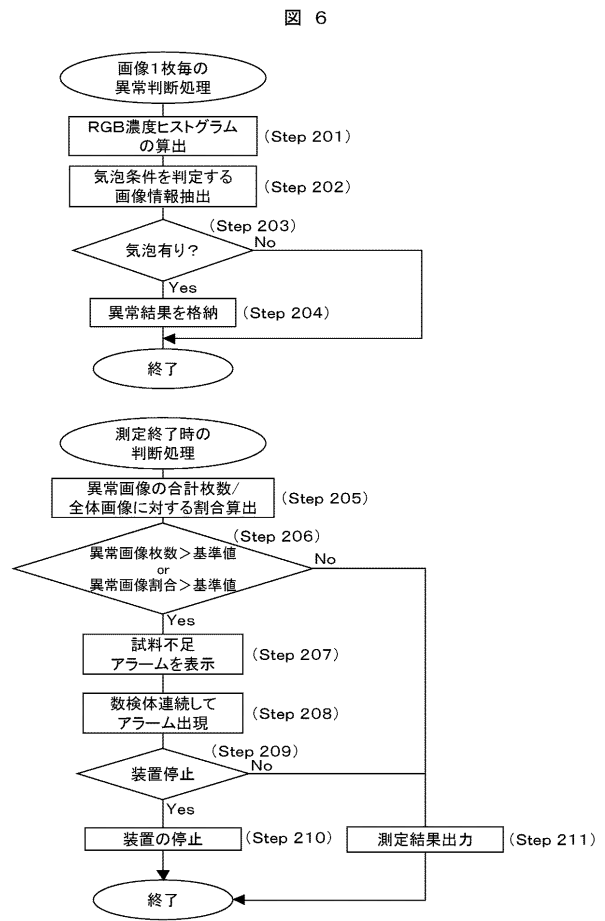 図 6
画像1枚毎の
異常判断処理
RGB濃度ヒストグラム
の算出
(Step 201)
気泡条件を判定する
画像情報抽出
(Step 202)
(Step 203)
気泡有り?
No
Yes
異常結果を格納
(Step 204)
終了
測定終了時の
判断処理
異常画像の合計枚数/
全体画像に対する割合算出
(Step 205)
(Step 206)
異常画像枚数>基準値
or
異常画像割合>基準値
No
Yes
試料不足
アラームを表示
(Step 207)
数検体連続して
アラーム出現
(Step 208)
(Step 209)
装置停止
No
Yes
装置の停止
(Step 210)
測定結果出力
(Step 211)
終了